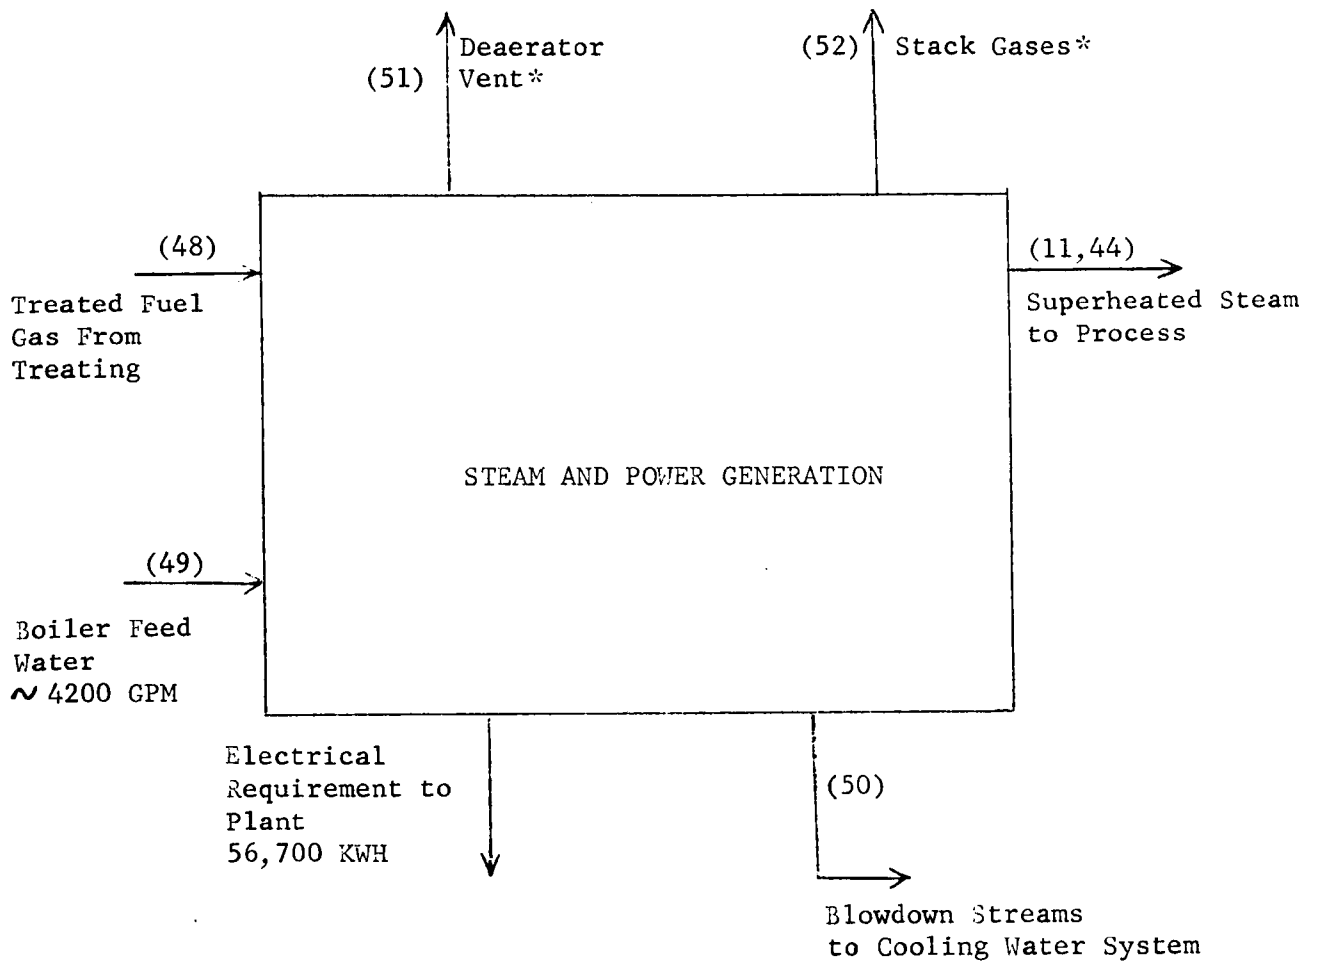 Deaerator
Vent*
(51)
(52)
Stack Gases*
(48)
Treated Fuel
Gas From
Treating
(11,44)
Superheated Steam
to Process
STEAM AND POWER GENERATION
(49)
Boiler Feed
Water
~ 4200 GPM
Electrical
Requirement to
Plant
56,700 KWH
(50)
Blowdown Streams
to Cooling Water System